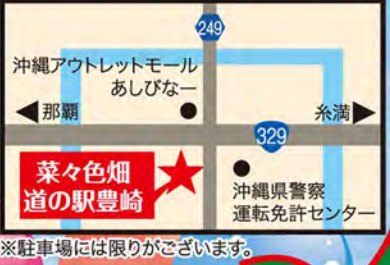 249
沖縄アウトレットモール
あしびなー
◀那覇
糸満▶
329
菜々色畑
道の駅豊崎
沖縄県警察
運転免許センター
※駐車場には限りがございます。